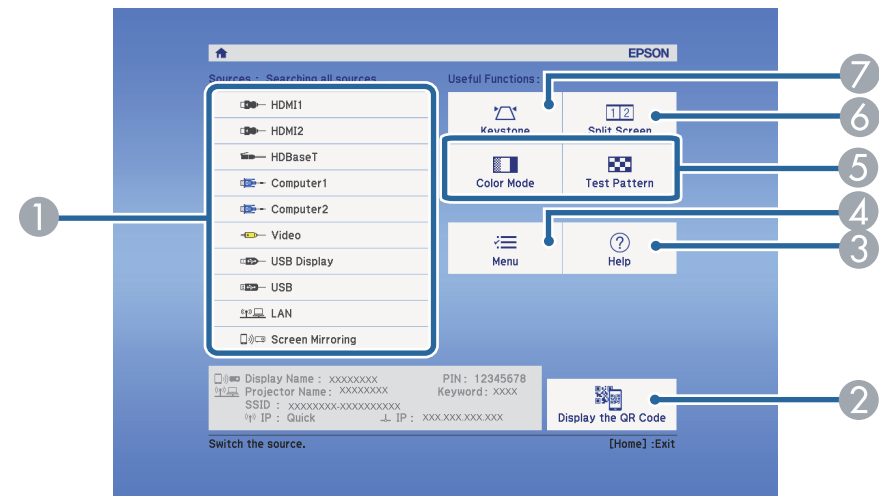 EPSON
Sources : Searching all sources
HDMI1
HDMI2
HDBaseT
Computer1
Computer2
Video
USB Display
USB
LAN
Screen Mirroring
Useful Functions:
Keystone
1 2
Split Screen
Color Mode
Test Pattern
Menu
?
Help
Display Name : xxxxxxxx PIN : 12345678
Projector Name : xxxxxxxx Keyword : xxxx
SSID : xxxxxxxx-xxxxxxxxxx
IP : Quick IP : xxx.xxx.xxx.xxx
Display the QR Code
Switch the source. [Home] :Exit
1
7
6
5
4
3
2